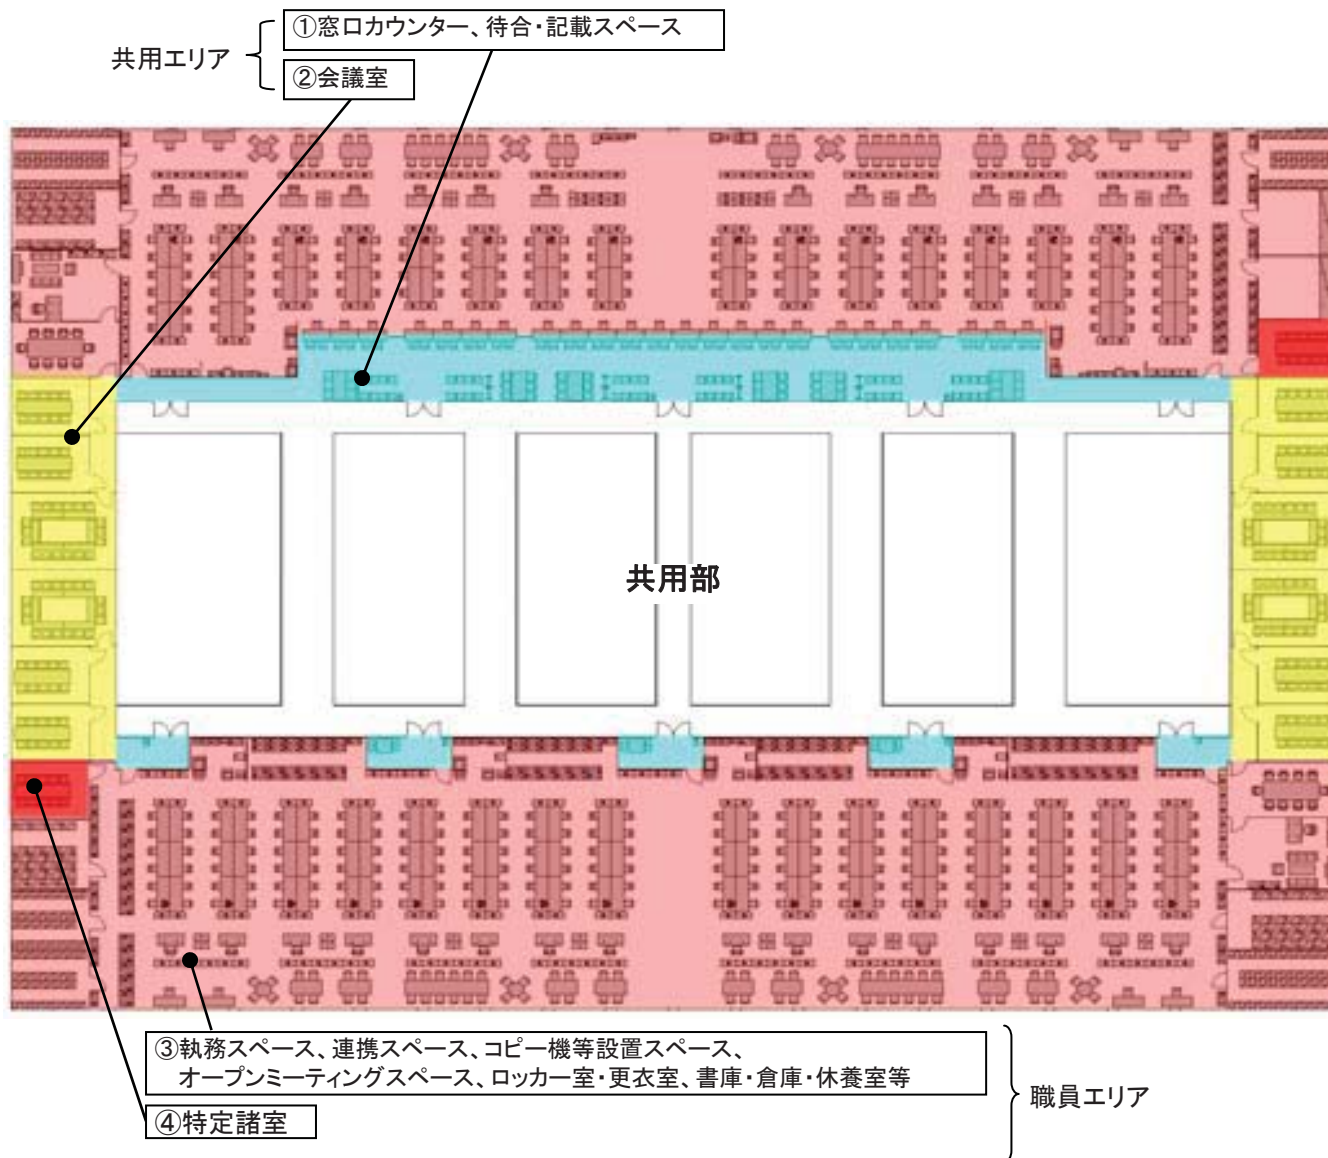 ①窓口カウンター、待合・記載スペース
共用エリア
②会議室
共用部
③執務スペース、連携スペース、コピー機等設置スペース、
オープンミーティングスペース、ロッカー室・更衣室、書庫・倉庫・休養室等
職員エリア
④特定諸室